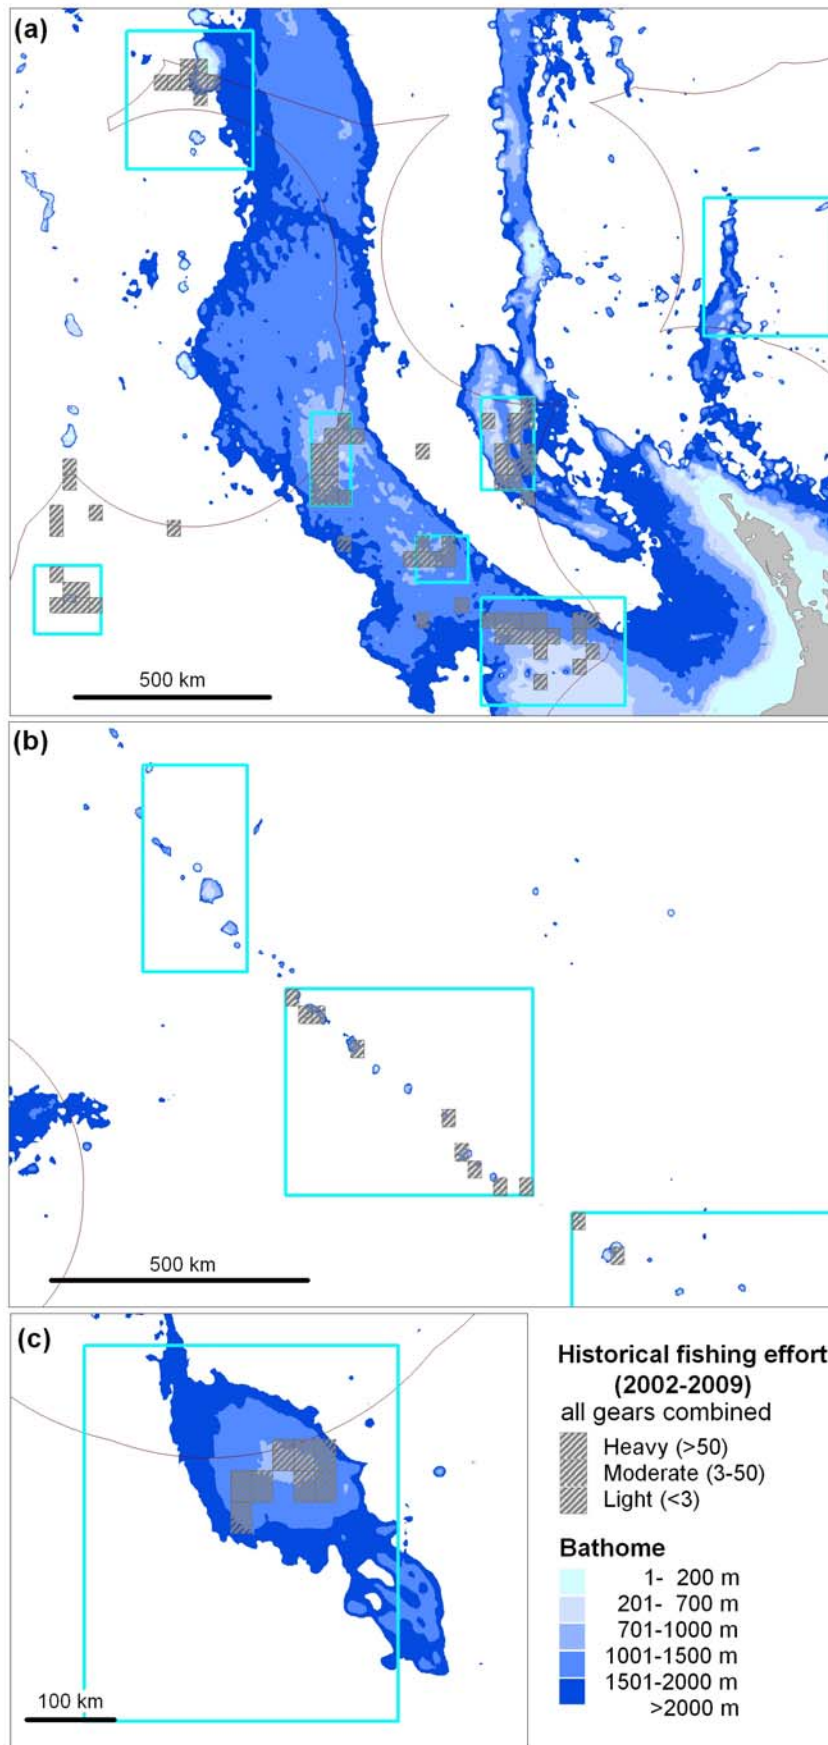 (a)
500 km
(b)
500 km
(c)
100 km
Historical fishing effort
(2002-2009)
all gears combined
Heavy (>50)
Moderate (3-50)
Light (<3)
Bathome
1- 200 m
201- 700 m
701-1000 m
1001-1500 m
1501-2000 m
>2000 m